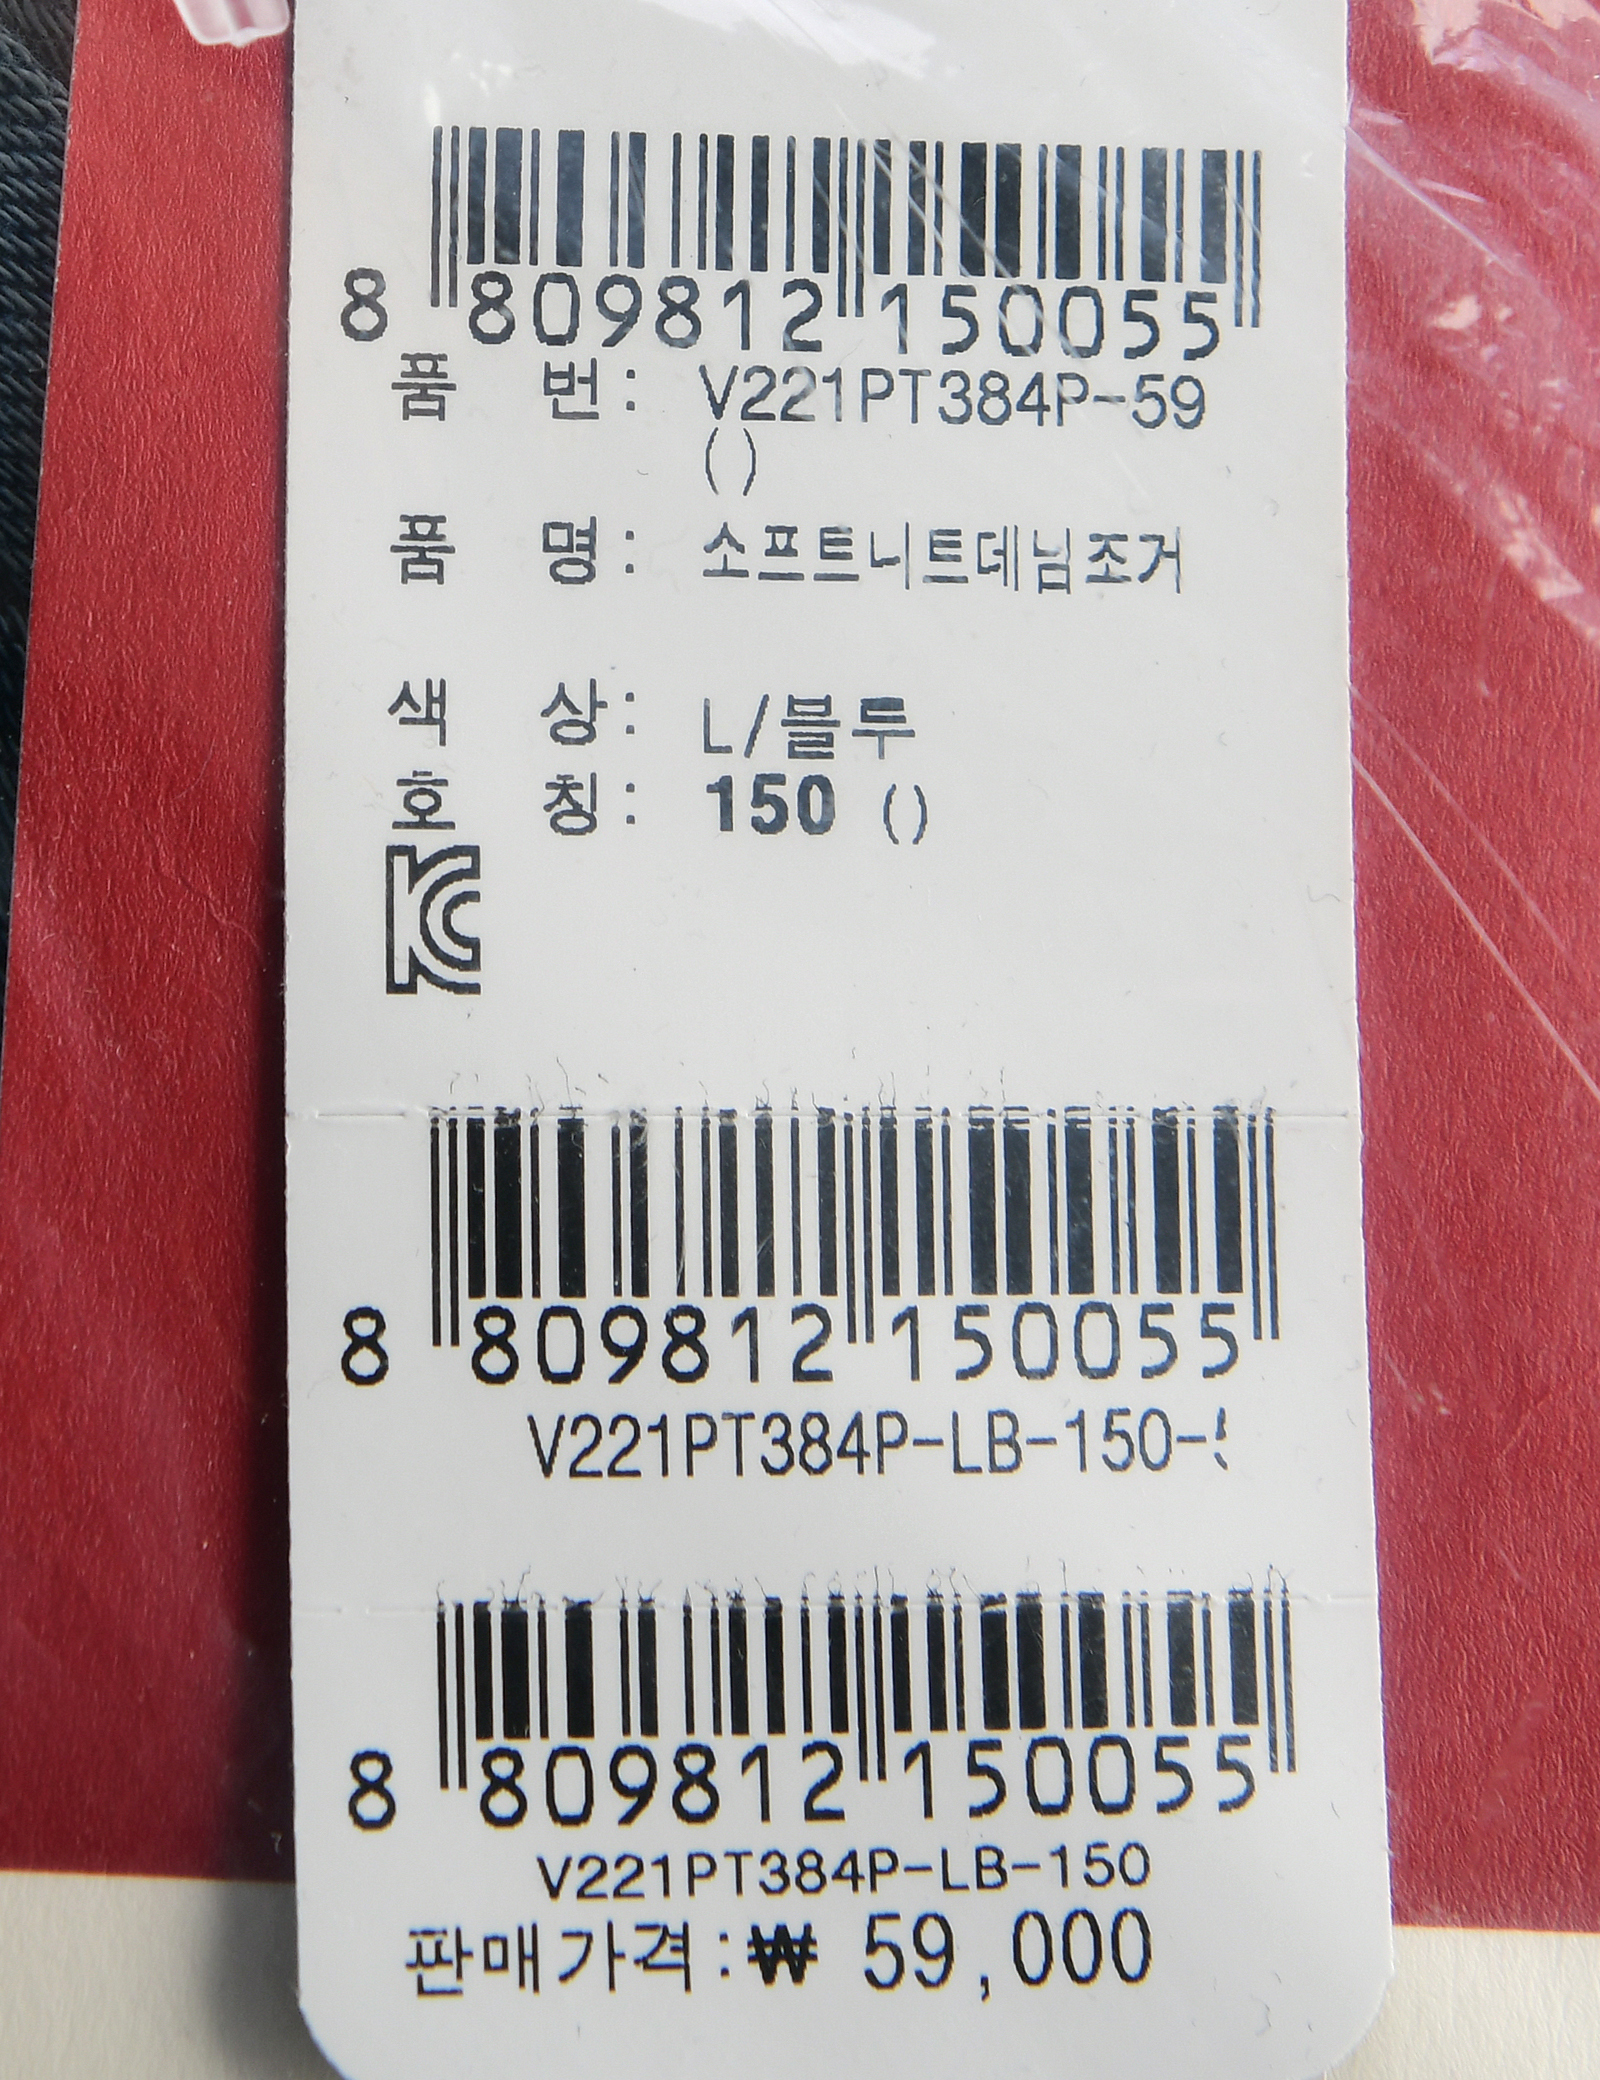 8 809812 150055
품 번: V221PT384P-59
()
품 명: 소프트니트데님조거
색 상: L/블루
호 칭: 150 ()
KC
8 809812 150055
V221PT384P-LB-150-
8 809812 150055
V221PT384P-LB-150
판매가격:₩ 59,000